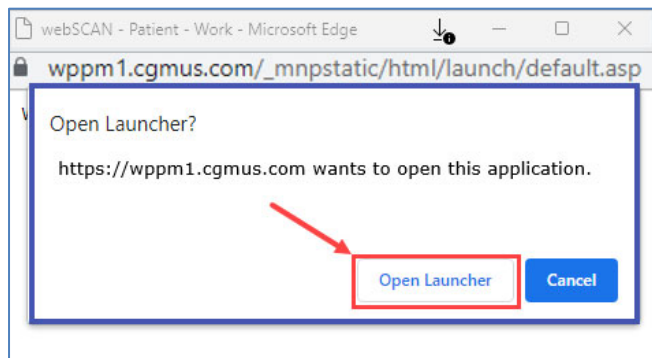 webSCAN - Patient - Work - Microsoft Edge
wppm1.cgmus.com/_mnpstatic/html/launch/default.asp
Open Launcher?
https://wppm1.cgmus.com wants to open this application.
Open Launcher
Cancel